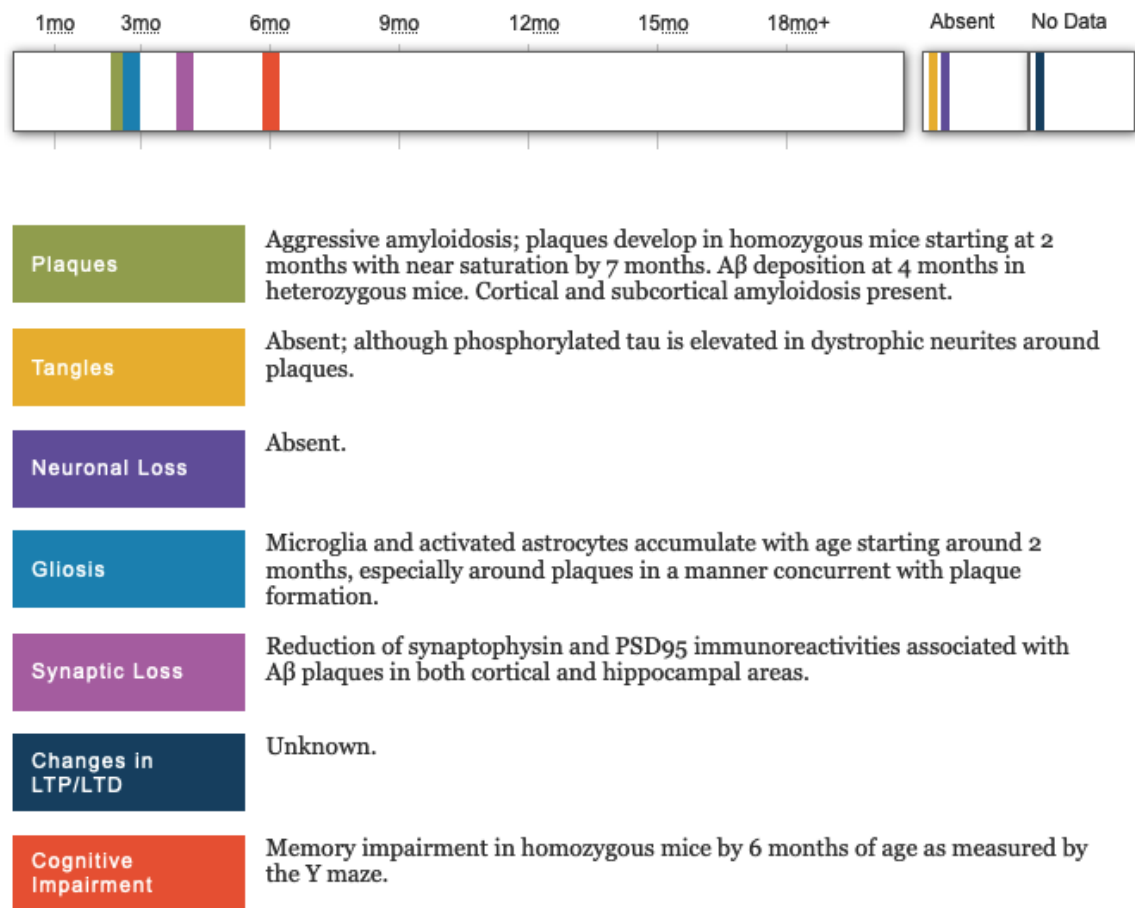 1mo 3mo 6mo 9mo 12mo 15mo 18mo+ Absent No Data
Plaques
Aggressive amyloidosis; plaques develop in homozygous mice starting at 2
months with near saturation by 7 months. Aβ deposition at 4 months in
heterozygous mice. Cortical and subcortical amyloidosis present.
Tangles
Absent; although phosphorylated tau is elevated in dystrophic neurites around
plaques.
Neuronal Loss
Absent.
Gliosis
Microglia and activated astrocytes accumulate with age starting around 2
months, especially around plaques in a manner concurrent with plaque
formation.
Synaptic Loss
Reduction of synaptophysin and PSD95 immunoreactivities associated with
Aβ plaques in both cortical and hippocampal areas.
Changes in
LTP/LTD
Unknown.
Cognitive
Impairment
Memory impairment in homozygous mice by 6 months of age as measured by
the Y maze.